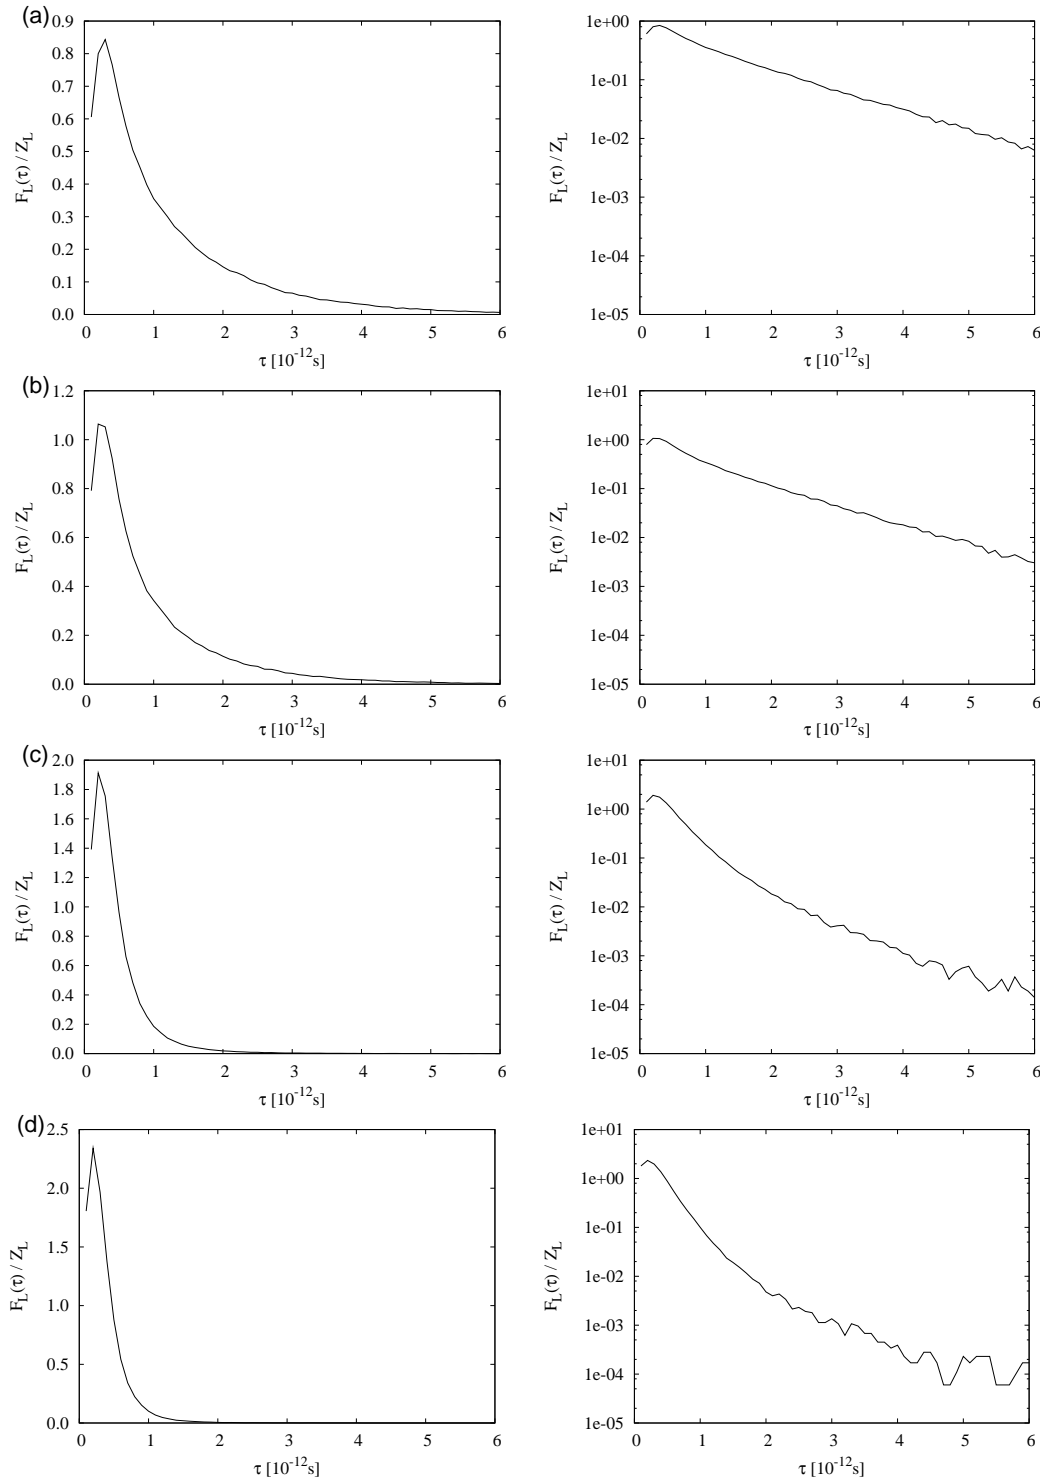 (a)
0.9
0.8
0.7
0.6
0.5
0.4
0.3
0.2
0.1
0.0
F_L(τ) / Z_L
0 1 2 3 4 5 6
τ [10^-12s]
1e+00
1e-01
1e-02
1e-03
1e-04
1e-05
F_L(τ) / Z_L
0 1 2 3 4 5 6
τ [10^-12s]
(b)
1.2
1.0
0.8
0.6
0.4
0.2
0.0
F_L(τ) / Z_L
0 1 2 3 4 5 6
τ [10^-12s]
1e+01
1e+00
1e-01
1e-02
1e-03
1e-04
1e-05
F_L(τ) / Z_L
0 1 2 3 4 5 6
τ [10^-12s]
(c)
2.0
1.8
1.6
1.4
1.2
1.0
0.8
0.6
0.4
0.2
0.0
F_L(τ) / Z_L
0 1 2 3 4 5 6
τ [10^-12s]
1e+01
1e+00
1e-01
1e-02
1e-03
1e-04
1e-05
F_L(τ) / Z_L
0 1 2 3 4 5 6
τ [10^-12s]
(d)
2.5
2.0
1.5
1.0
0.5
0.0
F_L(τ) / Z_L
0 1 2 3 4 5 6
τ [10^-12s]
1e+01
1e+00
1e-01
1e-02
1e-03
1e-04
1e-05
F_L(τ) / Z_L
0 1 2 3 4 5 6
τ [10^-12s]